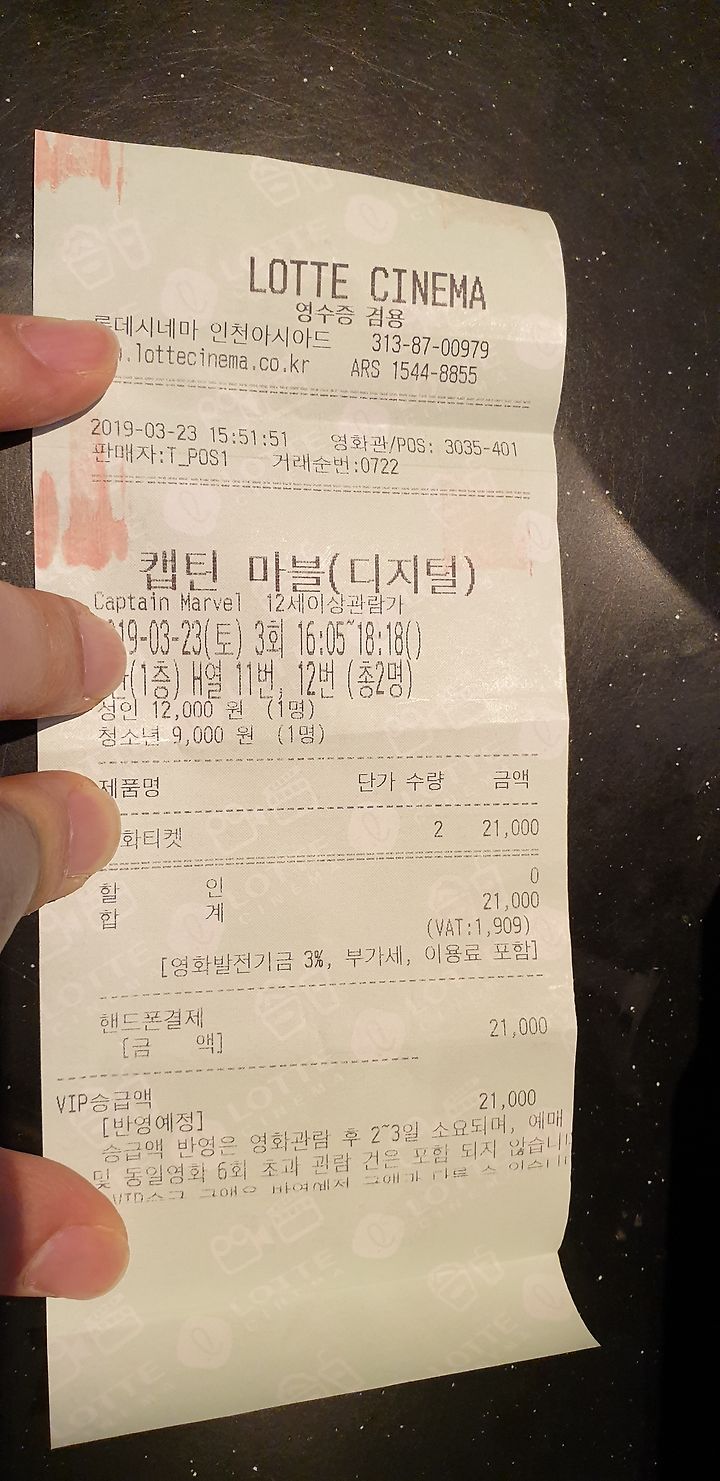 LOTTE CINEMA
영수증 겸용
롯데시네마 인천아시아드 313-87-00979
.lottecinema.co.kr ARS 1544-8855
2019-03-23 15:51:51 영화관/POS: 3035-401
판매자:T_POS1 거래순번:0722
캡틴 마블(디지털)
Captain Marvel 12세이상관람가
19-03-23(토) 3회 16:05~18:18()
(1층) H열 11번, 12번 (총2명)
성인 12,000 원 (1명)
청소년 9,000 원 (1명)
제품명 단가 수량 금액
화티켓 2 21,000
할 인 0
합 계 21,000
(VAT:1,909)
[영화발전기금 3%, 부가세, 이용료 포함]
핸드폰결제 21,000
[금 액]
VIP승급액 21,000
[반영예정]
승급액 반영은 영화관람 후 2~3일 소요되며, 예매
및 동일영화 6회 초과 관람 건은 포함 되지 않습니